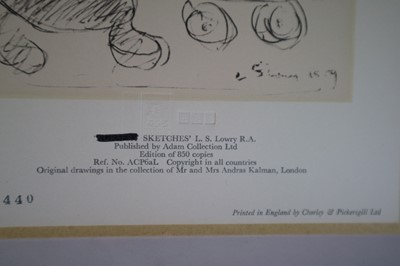 L S Lowry 1959
SKETCHES' L. S. Lowry R.A.
Published by Adam Collection Ltd
Edition of 850 copies
Ref. No. ACP6aL Copyright in all countries
Original drawings in the collection of Mr and Mrs Andras Kalman, London
440
Printed in England by Chorley & Pickersgill Ltd